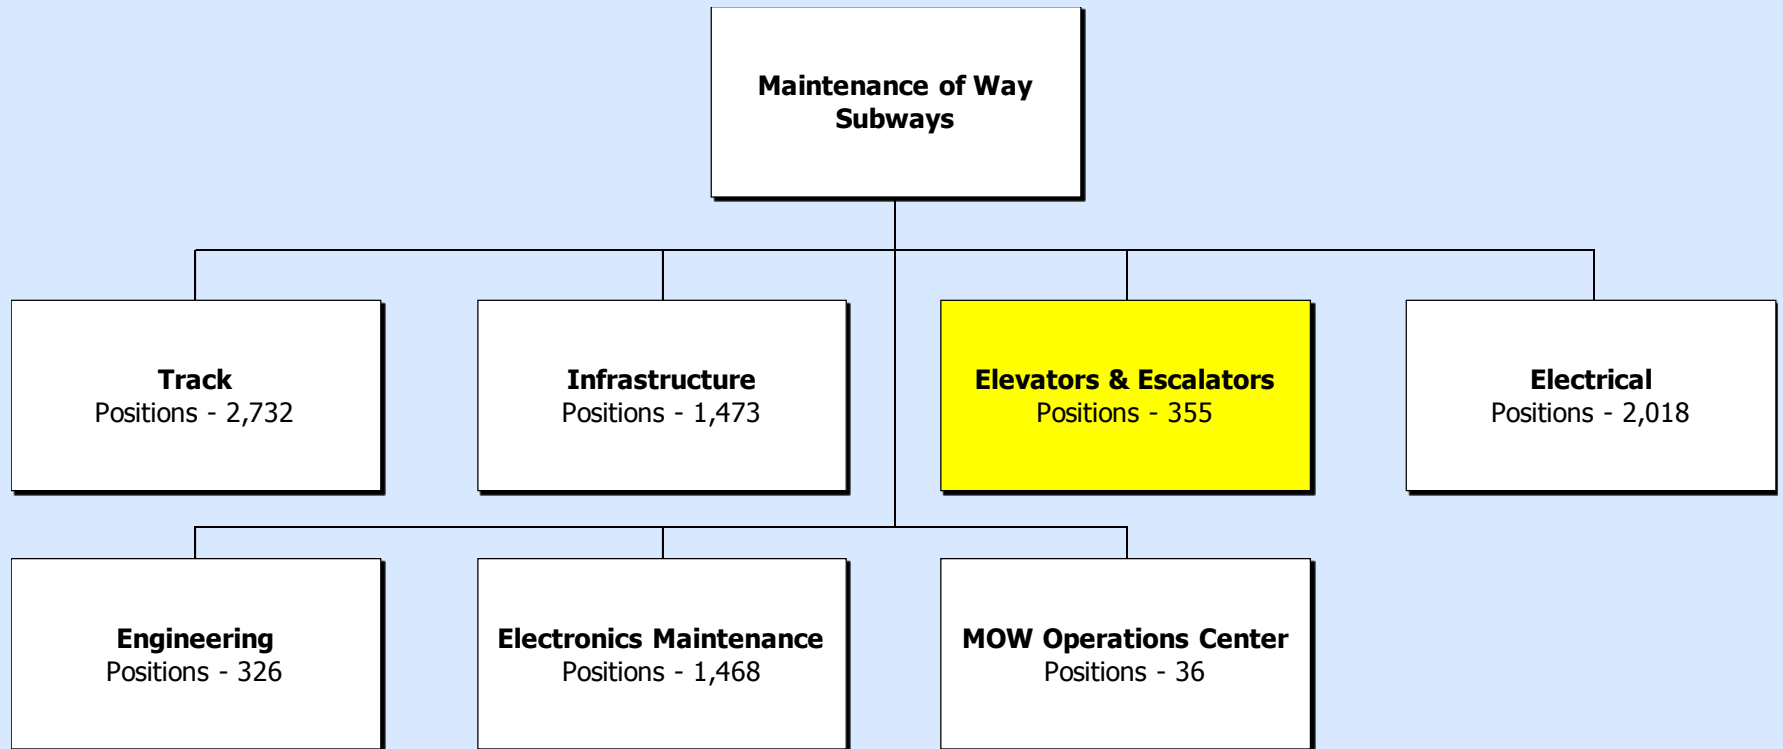 Maintenance of Way
Subways
Track
Positions - 2,732
Infrastructure
Positions - 1,473
Elevators & Escalators
Positions - 355
Electrical
Positions - 2,018
Engineering
Positions - 326
Electronics Maintenance
Positions - 1,468
MOW Operations Center
Positions - 36